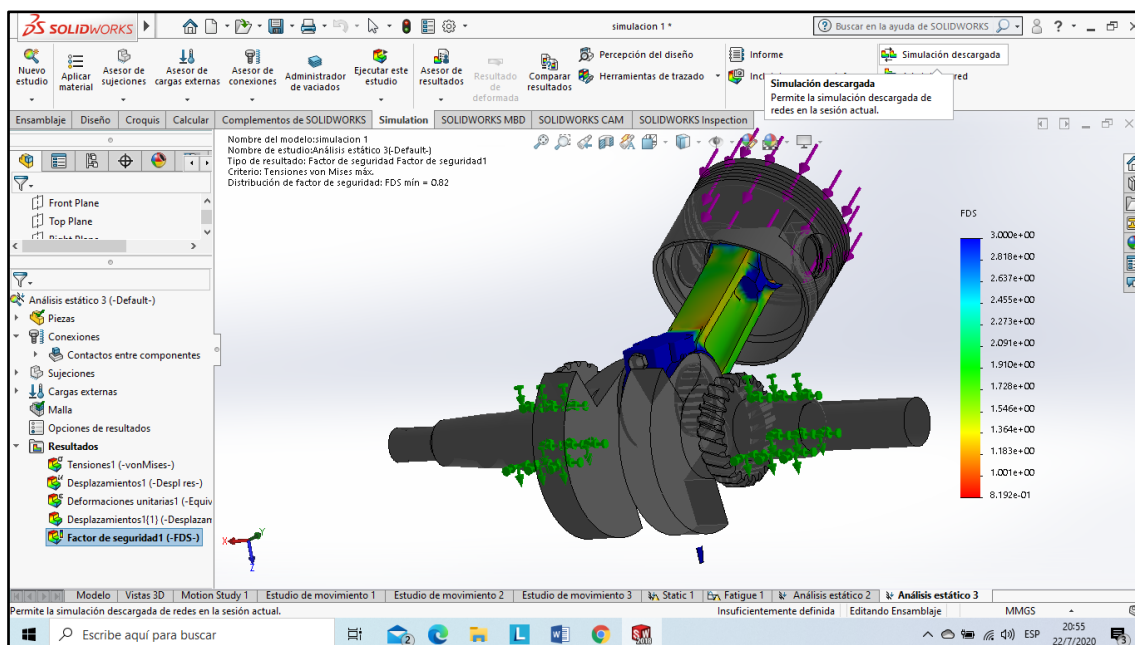 SOLIDWORKS
simulacion 1 *
Buscar en la ayuda de SOLIDWORKS
Nuevo estudio
Aplicar material
Asesor de sujeciones
Asesor de cargas externas
Asesor de conexiones
Administrador de vaciados
Ejecutar este estudio
Asesor de resultados
Resultado de deformada
Comparar resultados
Percepción del diseño
Herramientas de trazado
Informe
Simulación descargada
Simulación descargada
Permite la simulación descargada de
redes en la sesión actual.
Ensamblaje Diseño Croquis Calcular Complementos de SOLIDWORKS Simulation SOLIDWORKS MBD SOLIDWORKS CAM SOLIDWORKS Inspection
Nombre del modelo:simulacion 1
Nombre de estudio:Análisis estático 3(-Default-)
Tipo de resultado: Factor de seguridad Factor de seguridad1
Criterio: Tensiones von Mises máx.
Distribución de factor de seguridad: FDS mín = 0.82
Front Plane
Top Plane
Right Plane
Análisis estático 3 (-Default-)
Piezas
Conexiones
Contactos entre componentes
Sujeciones
Cargas externas
Malla
Opciones de resultados
Resultados
Tensiones1 (-vonMises-)
Desplazamientos1 (-Despl res-)
Deformaciones unitarias1 (-Equiv
Desplazamientos1{1} (-Desplazan
Factor de seguridad1 (-FDS-)
FDS
3.000e+00
2.818e+00
2.637e+00
2.455e+00
2.273e+00
2.091e+00
1.910e+00
1.728e+00
1.546e+00
1.364e+00
1.183e+00
1.001e+00
8.192e-01
X
Y
Z
Modelo Vistas 3D Motion Study 1 Estudio de movimiento 1 Estudio de movimiento 2 Estudio de movimiento 3 Static 1 Fatigue 1 Análisis estático 2 Análisis estático 3
Permite la simulación descargada de redes en la sesión actual.
Insuficientemente definida Editando Ensamblaje MMGS
Escribe aquí para buscar
ESP
20:55
22/7/2020